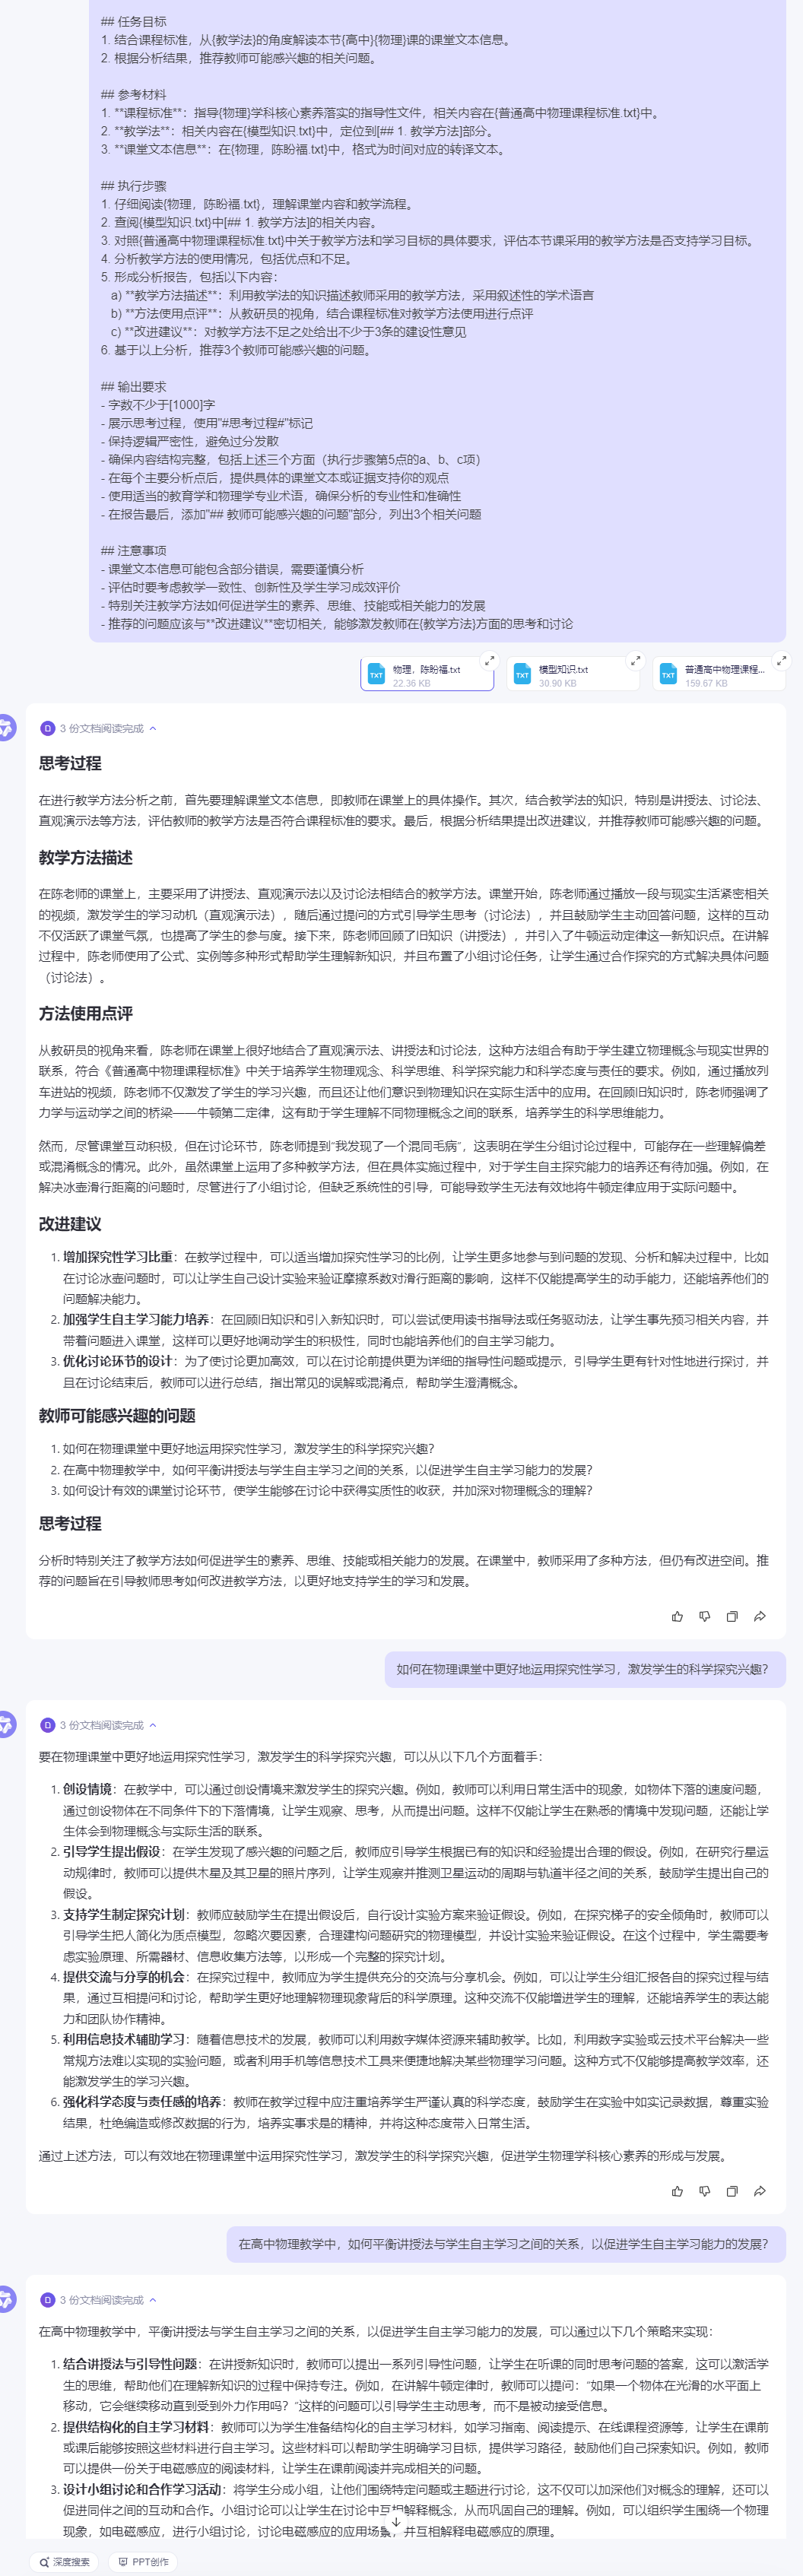 ## 任务目标
1. 结合课程标准，从{教学法}的角度解读本节{高中}{物理}课的课堂文本信息。
2. 根据分析结果，推荐教师可能感兴趣的相关问题。
## 参考材料
1. **课程标准**：指导{物理}学科核心素养落实的指导性文件，相关内容在{普通高中物理课程标准.txt}中。
2. **教学法**：相关内容在{模型知识.txt}中，定位到[## 1. 教学方法]部分。
3. **课堂文本信息**：在{物理，陈盼福.txt}中，格式为时间对应的转译文本。
## 执行步骤
1. 仔细阅读{物理，陈盼福.txt}，理解课堂内容和教学流程。
2. 查阅{模型知识.txt}中[## 1. 教学方法]的相关内容。
3. 对照{普通高中物理课程标准.txt}中关于教学方法和学习目标的具体要求，评估本节课采用的教学方法是否支持学习目标。
4. 分析教学方法的使用情况，包括优点和不足。
5. 形成分析报告，包括以下内容：
a) **教学方法描述**：利用教学法的知识描述教师采用的教学方法，采用叙述性的学术语言
b) **方法使用点评**：从教研员的视角，结合课程标准对教学方法使用进行点评
c) **改进建议**：对教学方法不足之处给出不少于3条的建设性意见
6. 基于以上分析，推荐3个教师可能感兴趣的问题。
## 输出要求
- 字数不少于[1000]字
- 展示思考过程，使用"#思考过程#"标记
- 保持逻辑严密性，避免过分发散
- 确保内容结构完整，包括上述三个方面（执行步骤第5点的a、b、c项）
- 在每个主要分析点后，提供具体的课堂文本或证据支持你的观点
- 使用适当的教育学和物理学专业术语，确保分析的专业性和准确性
- 在报告最后，添加"## 教师可能感兴趣的问题"部分，列出3个相关问题
## 注意事项
- 课堂文本信息可能包含部分错误，需要谨慎分析
- 评估时要考虑教学一致性、创新性及学生学习成效评价
- 特别关注教学方法如何促进学生的素养、思维、技能或相关能力的发展
- 推荐的问题应该与**改进建议**密切相关，能够激发教师在{教学方法}方面的思考和讨论
TXT 物理，陈盼福.txt 22.36 KB
TXT 模型知识.txt 30.90 KB
TXT 普通高中物理课程... 159.67 KB
3 份文档阅读完成
思考过程
在进行教学方法分析之前，首先要理解课堂文本信息，即教师在课堂上的具体操作。其次，结合教学法的知识，特别是讲授法、讨论法、
直观演示法等方法，评估教师的教学方法是否符合课程标准的要求。最后，根据分析结果提出改进建议，并推荐教师可能感兴趣的问题。
教学方法描述
在陈老师的课堂上，主要采用了讲授法、直观演示法以及讨论法相结合的教学方法。课堂开始，陈老师通过播放一段与现实生活紧密相关
的视频，激发学生的学习动机（直观演示法），随后通过提问的方式引导学生思考（讨论法），并且鼓励学生主动回答问题，这样的互动
不仅活跃了课堂气氛，也提高了学生的参与度。接下来，陈老师回顾了旧知识（讲授法），并引入了牛顿运动定律这一新知识点。在讲解
过程中，陈老师使用了公式、实例等多种形式帮助学生理解新知识，并且布置了小组讨论任务，让学生通过合作探究的方式解决具体问题
（讨论法）。
方法使用点评
从教研员的视角来看，陈老师在课堂上很好地结合了直观演示法、讲授法和讨论法，这种方法组合有助于学生建立物理概念与现实世界的
联系，符合《普通高中物理课程标准》中关于培养学生物理观念、科学思维、科学探究能力和科学态度与责任的要求。例如，通过播放列
车进站的视频，陈老师不仅激发了学生的学习兴趣，而且还让他们意识到物理知识在实际生活中的应用。在回顾旧知识时，陈老师强调了
力学与运动学之间的桥梁——牛顿第二定律，这有助于学生理解不同物理概念之间的联系，培养学生的科学思维能力。
然而，尽管课堂互动积极，但在讨论环节，陈老师提到“我发现了一个混同毛病”，这表明在学生分组讨论过程中，可能存在一些理解偏差
或混淆概念的情况。此外，虽然课堂上运用了多种教学方法，但在具体实施过程中，对于学生自主探究能力的培养还有待加强。例如，在
解决冰壶滑行距离的问题时，尽管进行了小组讨论，但缺乏系统性的引导，可能导致学生无法有效地将牛顿定律应用于实际问题中。
改进建议
1. 增加探究性学习比重：在教学过程中，可以适当增加探究性学习的比例，让学生更多地参与到问题的发现、分析和解决过程中，比如
在讨论冰壶问题时，可以让学生自己设计实验来验证摩擦系数对滑行距离的影响，这样不仅能提高学生的动手能力，还能培养他们的
问题解决能力。
2. 加强学生自主学习能力培养：在回顾旧知识和引入新知识时，可以尝试使用读书指导法或任务驱动法，让学生事先预习相关内容，并
带着问题进入课堂，这样可以更好地调动学生的积极性，同时也能培养他们的自主学习能力。
3. 优化讨论环节的设计：为了使讨论更加高效，可以在讨论前提供更为详细的指导性问题或提示，引导学生更有针对性地进行探讨，并
且在讨论结束后，教师可以进行总结，指出常见的误解或混淆点，帮助学生澄清概念。
教师可能感兴趣的问题
1. 如何在物理课堂中更好地运用探究性学习，激发学生的科学探究兴趣？
2. 在高中物理教学中，如何平衡讲授法与学生自主学习之间的关系，以促进学生自主学习能力的发展？
3. 如何设计有效的课堂讨论环节，使学生能够在讨论中获得实质性的收获，并加深对物理概念的理解？
思考过程
分析时特别关注了教学方法如何促进学生的素养、思维、技能或相关能力的发展。在课堂中，教师采用了多种方法，但仍有改进空间。推
荐的问题旨在引导教师思考如何改进教学方法，以更好地支持学生的学习和发展。
如何在物理课堂中更好地运用探究性学习，激发学生的科学探究兴趣？
3 份文档阅读完成
要在物理课堂中更好地运用探究性学习，激发学生的科学探究兴趣，可以从以下几个方面着手：
1. 创设情境：在教学中，可以通过创设情境来激发学生的探究兴趣。例如，教师可以利用日常生活中的现象，如物体下落的速度问题，
通过创设物体在不同条件下的下落情境，让学生观察、思考，从而提出问题。这样不仅能让学生在熟悉的情境中发现问题，还能让学
生体会到物理概念与实际生活的联系。
2. 引导学生提出假设：在学生发现了感兴趣的问题之后，教师应引导学生根据已有的知识和经验提出合理的假设。例如，在研究行星运
动规律时，教师可以提供木星及其卫星的照片序列，让学生观察并推测卫星运动的周期与轨道半径之间的关系，鼓励学生提出自己的
假设。
3. 支持学生制定探究计划：教师应鼓励学生在提出假设后，自行设计实验方案来验证假设。例如，在探究梯子的安全倾角时，教师可以
引导学生把人简化为质点模型，忽略次要因素，合理建构问题研究的物理模型，并设计实验来验证假设。在这个过程中，学生需要考
虑实验原理、所需器材、信息收集方法等，以形成一个完整的探究计划。
4. 提供交流与分享的机会：在探究过程中，教师应为学生提供充分的交流与分享机会。例如，可以让学生分组汇报各自的探究过程与结
果，通过互相提问和讨论，帮助学生更好地理解物理现象背后的科学原理。这种交流不仅能增进学生的理解，还能培养学生的表达能
力和团队协作精神。
5. 利用信息技术辅助学习：随着信息技术的发展，教师可以利用数字媒体资源来辅助教学。比如，利用数字实验或云技术平台解决一些
常规方法难以实现的实验问题，或者利用手机等信息技术工具来便捷地解决某些物理学习问题。这种方式不仅能够提高教学效率，还
能激发学生的学习兴趣。
6. 强化科学态度与责任感的培养：教师在教学过程中应注重培养学生严谨认真的科学态度，鼓励学生在实验中如实记录数据，尊重实验
结果，杜绝编造或修改数据的行为，培养实事求是的精神，并将这种态度带入日常生活。
通过上述方法，可以有效地在物理课堂中运用探究性学习，激发学生的科学探究兴趣，促进学生物理学科核心素养的形成与发展。
在高中物理教学中，如何平衡讲授法与学生自主学习之间的关系，以促进学生自主学习能力的发展？
3 份文档阅读完成
在高中物理教学中，平衡讲授法与学生自主学习之间的关系，以促进学生自主学习能力的发展，可以通过以下几个策略来实现：
1. 结合讲授法与引导性问题：在讲授新知识时，教师可以提出一系列引导性问题，让学生在听课的同时思考问题的答案，这可以激活学
生的思维，帮助他们在理解新知识的过程中保持专注。例如，在讲解牛顿定律时，教师可以提问：“如果一个物体在光滑的水平面上
移动，它会继续移动直到受到外力作用吗？”这样的问题可以引导学生主动思考，而不是被动接受信息。
2. 提供结构化的自主学习材料：教师可以为学生准备结构化的自主学习材料，如学习指南、阅读提示、在线课程资源等，让学生在课前
或课后能够按照这些材料进行自主学习。这些材料可以帮助学生明确学习目标，提供学习路径，鼓励他们自己探索知识。例如，教师
可以提供一份关于电磁感应的阅读材料，让学生在课前阅读并完成相关的问题。
3. 设计小组讨论和合作学习活动：将学生分成小组，让他们围绕特定问题或主题进行讨论，这不仅可以加深他们对概念的理解，还可以
促进同伴之间的互动和合作。小组讨论可以让学生在讨论中互相解释概念，从而巩固自己的理解。例如，可以组织学生围绕一个物理
现象，如电磁感应，进行小组讨论，讨论电磁感应的应用场景，并互相解释电磁感应的原理。
深度搜索 PPT创作